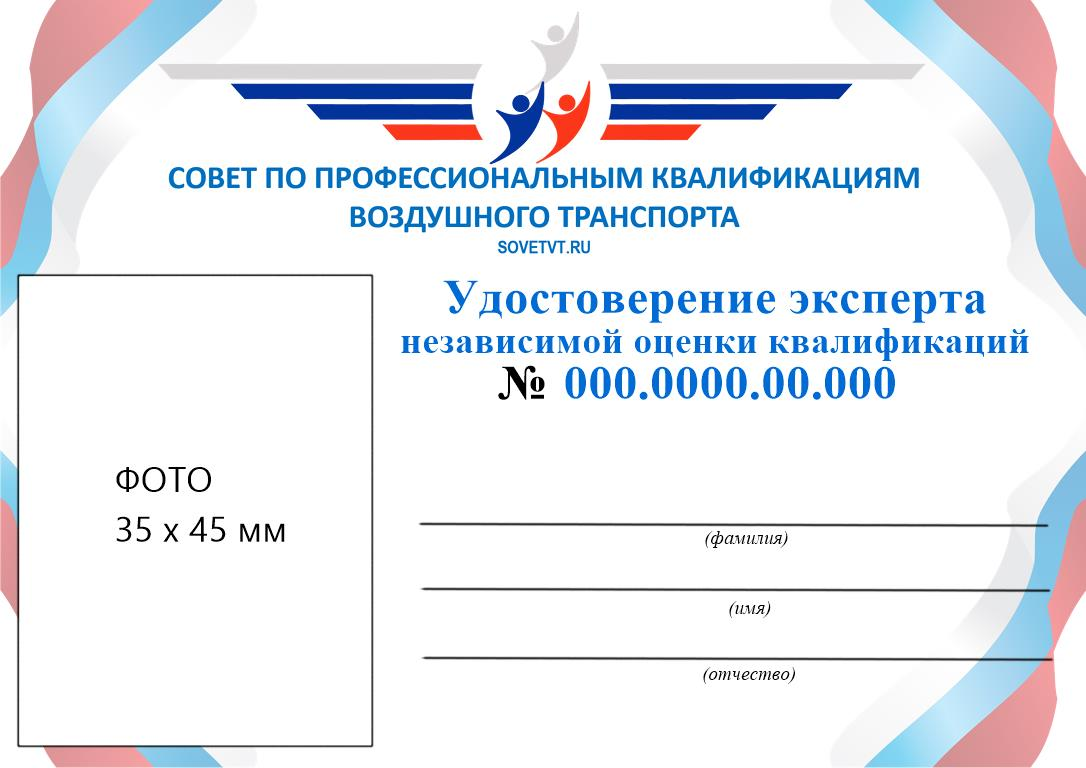 СОВЕТ ПО ПРОФЕССИОНАЛЬНЫМ КВАЛИФИКАЦИЯМ
ВОЗДУШНОГО ТРАНСПОРТА
SOVETVT.RU
Удостоверение эксперта
независимой оценки квалификаций
№ 000.0000.00.000
ФОТО
35 х 45 мм
(фамилия)
(имя)
(отчество)